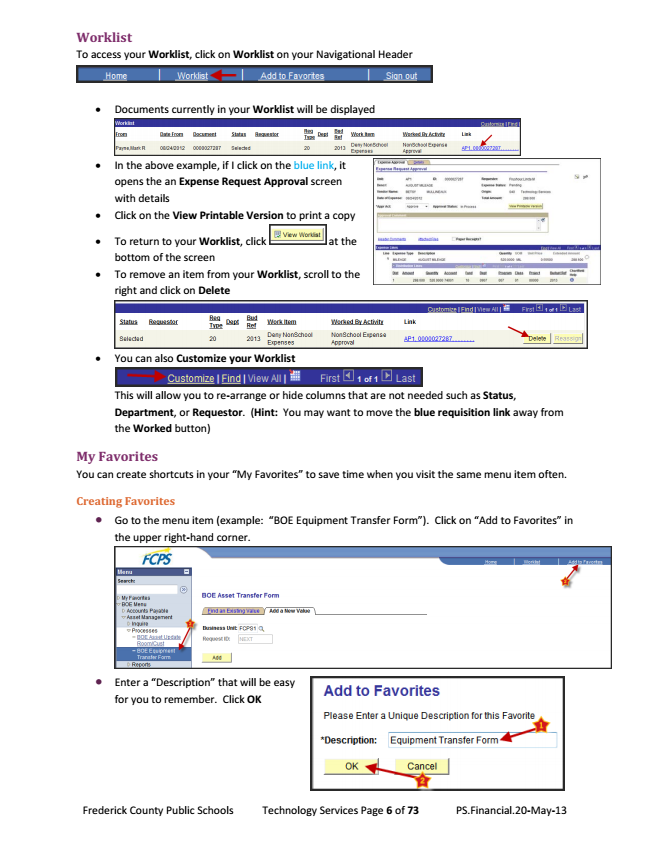 Worklist
To access your Worklist, click on Worklist on your Navigational Header
Home Worklist Add to Favorites Sign out
• Documents currently in your Worklist will be displayed
Worklist Customize | Find |
From Date From Document Status Requestor Req Type Dept Bud Ref Work Item Worked By Activity Link
Payne,Mark R 08/24/2012 0000027287 Selected 20 2013 Deny NonSchool Expenses NonSchool Expense Approval AP1, 0000027287
• In the above example, if I click on the blue link, it
opens the an Expense Request Approval screen
with details
• Click on the View Printable Version to print a copy
• To return to your Worklist, click View Worklist at the
bottom of the screen
• To remove an item from your Worklist, scroll to the
right and click on Delete
Customize | Find | View All | First 1 of 1 Last
Status Requestor Req Type Dept Bud Ref Work Item Worked By Activity Link
Selected 20 2013 Deny NonSchool Expenses NonSchool Expense Approval AP1, 0000027287 Delete Reassign
• You can also Customize your Worklist
Customize | Find | View All | First 1 of 1 Last
This will allow you to re-arrange or hide columns that are not needed such as Status,
Department, or Requestor. (Hint: You may want to move the blue requisition link away from
the Worked button)
My Favorites
You can create shortcuts in your "My Favorites" to save time when you visit the same menu item often.
Creating Favorites
• Go to the menu item (example: "BOE Equipment Transfer Form"). Click on "Add to Favorites" in
the upper right-hand corner.
FCPS
Home Worklist Add to Favorites
Menu
Search:
My Favorites
BOE Menu
Accounts Payable
Asset Management
Inquire
Processes
BOE Asset Update
Room/Cust
BOE Equipment
Transfer Form
Reports
BOE Asset Transfer Form
Find an Existing Value Add a New Value
Business Unit: FCPS1
Request ID: NEXT
Add
• Enter a "Description" that will be easy
for you to remember. Click OK
Add to Favorites
Please Enter a Unique Description for this Favorite
1
*Description: Equipment Transfer Form
OK Cancel
2
Frederick County Public Schools Technology Services Page 6 of 73 PS.Financial.20-May-13